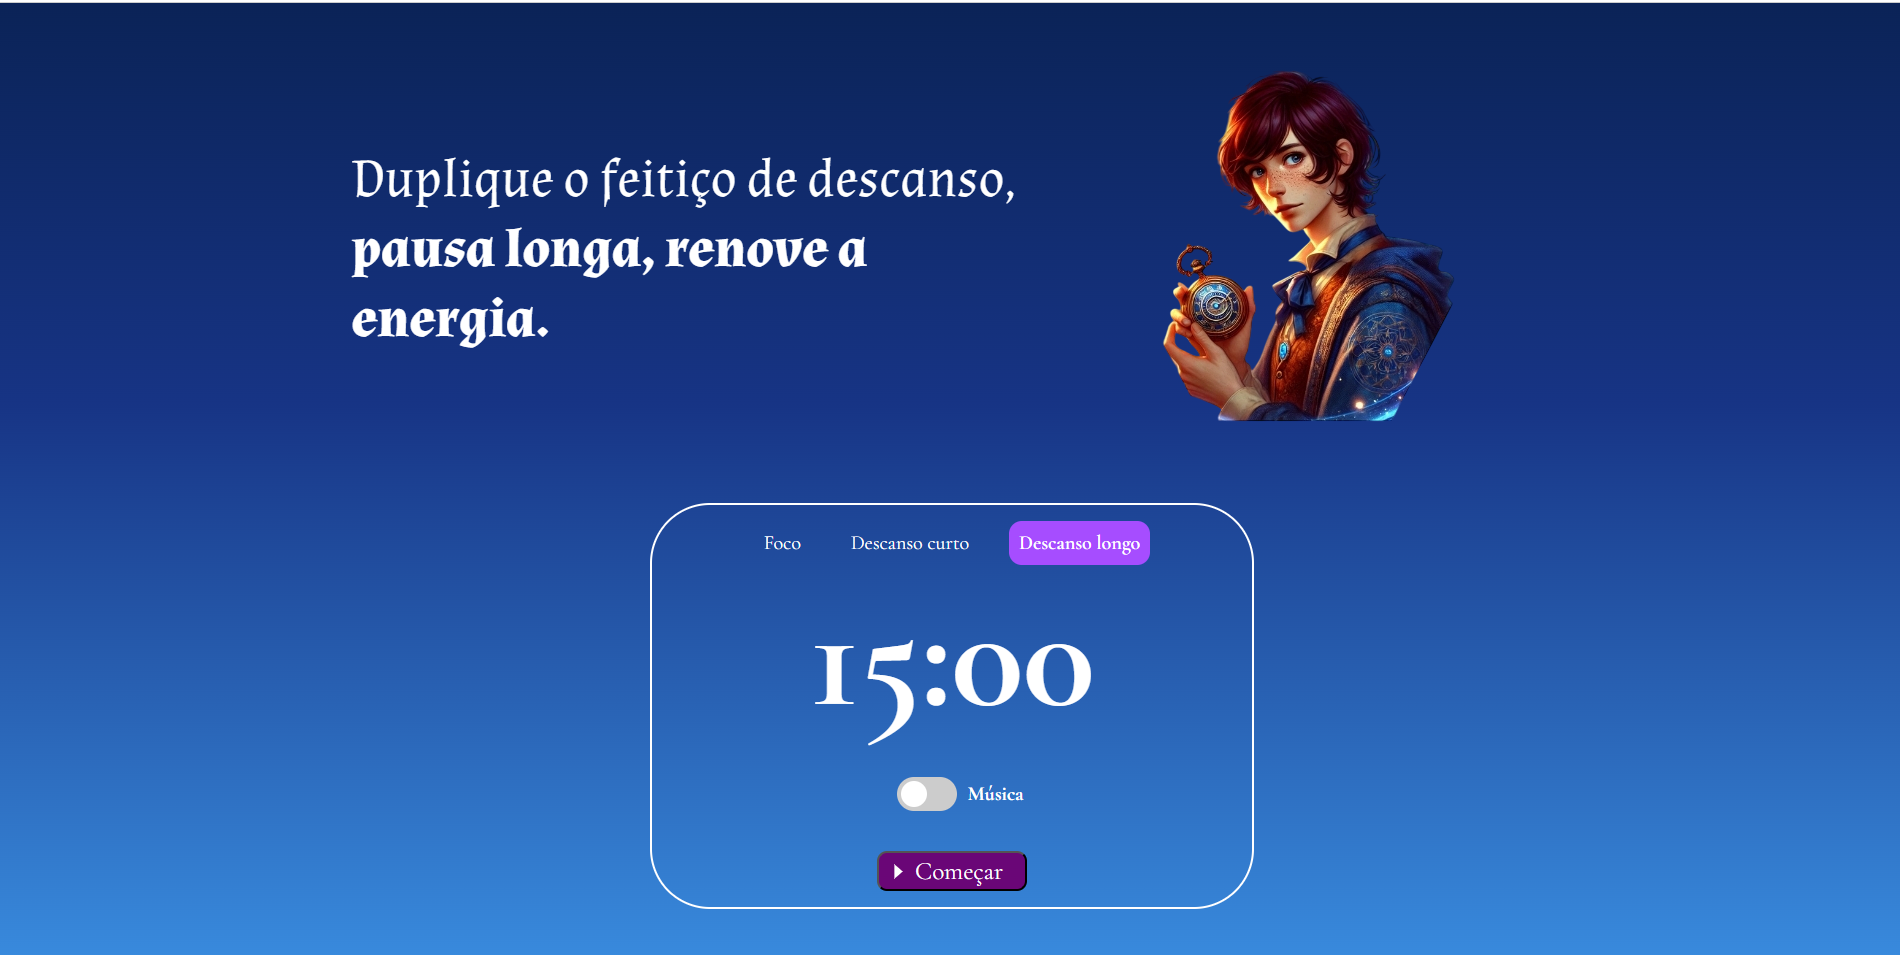 Duplique o feitiço de descanso,
pausa longa, renove a
energia.
Foco Descanso curto Descanso longo
15:00
Música
Começar